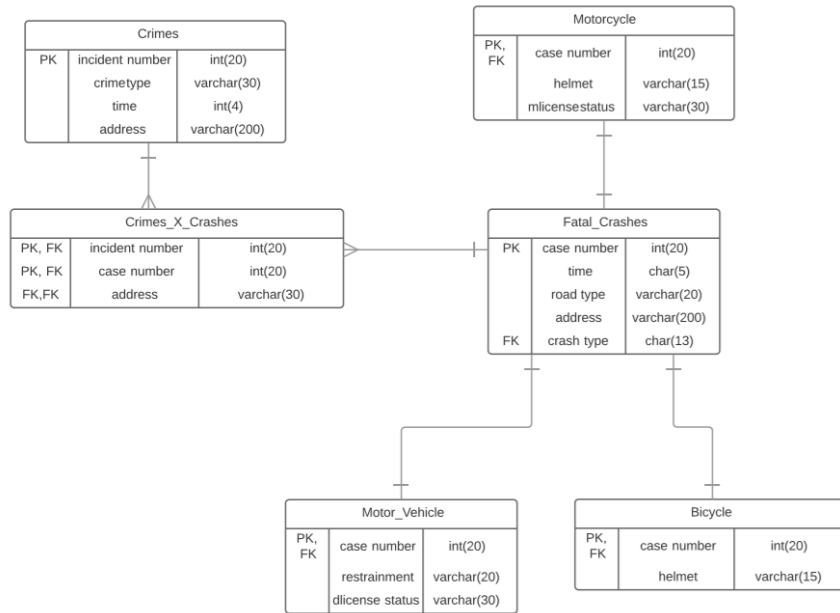 Crimes
PK incident number int(20)
crimetype varchar(30)
time int(4)
address varchar(200)
Motorcycle
PK, FK case number int(20)
helmet varchar(15)
mlicensestatus varchar(30)
Crimes_X_Crashes
PK, FK incident number int(20)
PK, FK case number int(20)
FK,FK address varchar(30)
Fatal_Crashes
PK case number int(20)
time char(5)
road type varchar(20)
address varchar(200)
FK crash type char(13)
Motor_Vehicle
PK, FK case number int(20)
restrainment varchar(20)
dlicense status varchar(30)
Bicycle
PK, FK case number int(20)
helmet varchar(15)